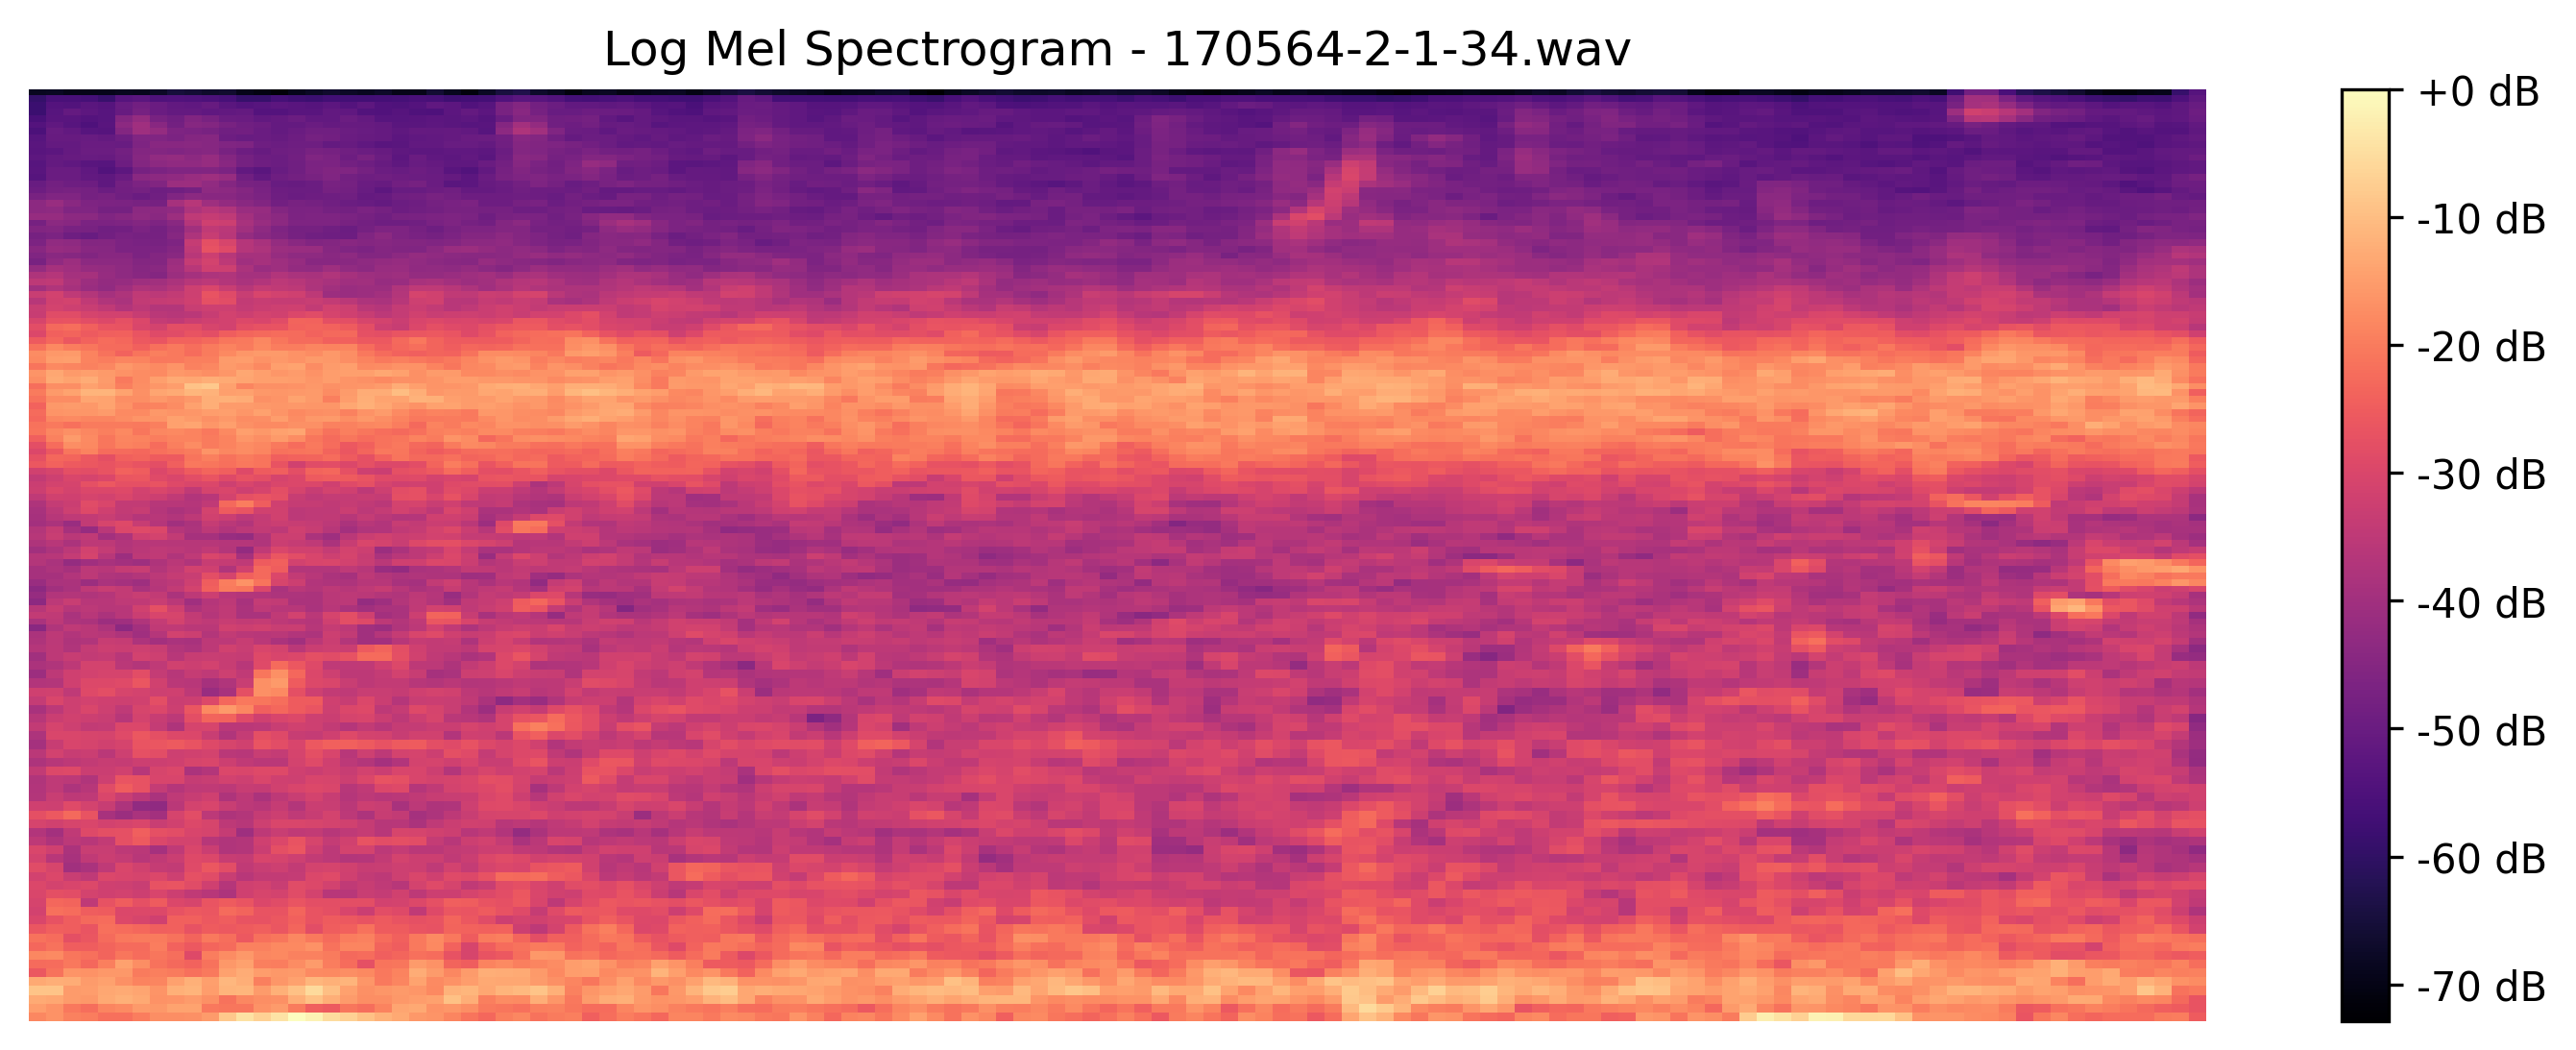 Log Mel Spectrogram - 170564-2-1-34.wav
+0 dB
-10 dB
-20 dB
-30 dB
-40 dB
-50 dB
-60 dB
-70 dB